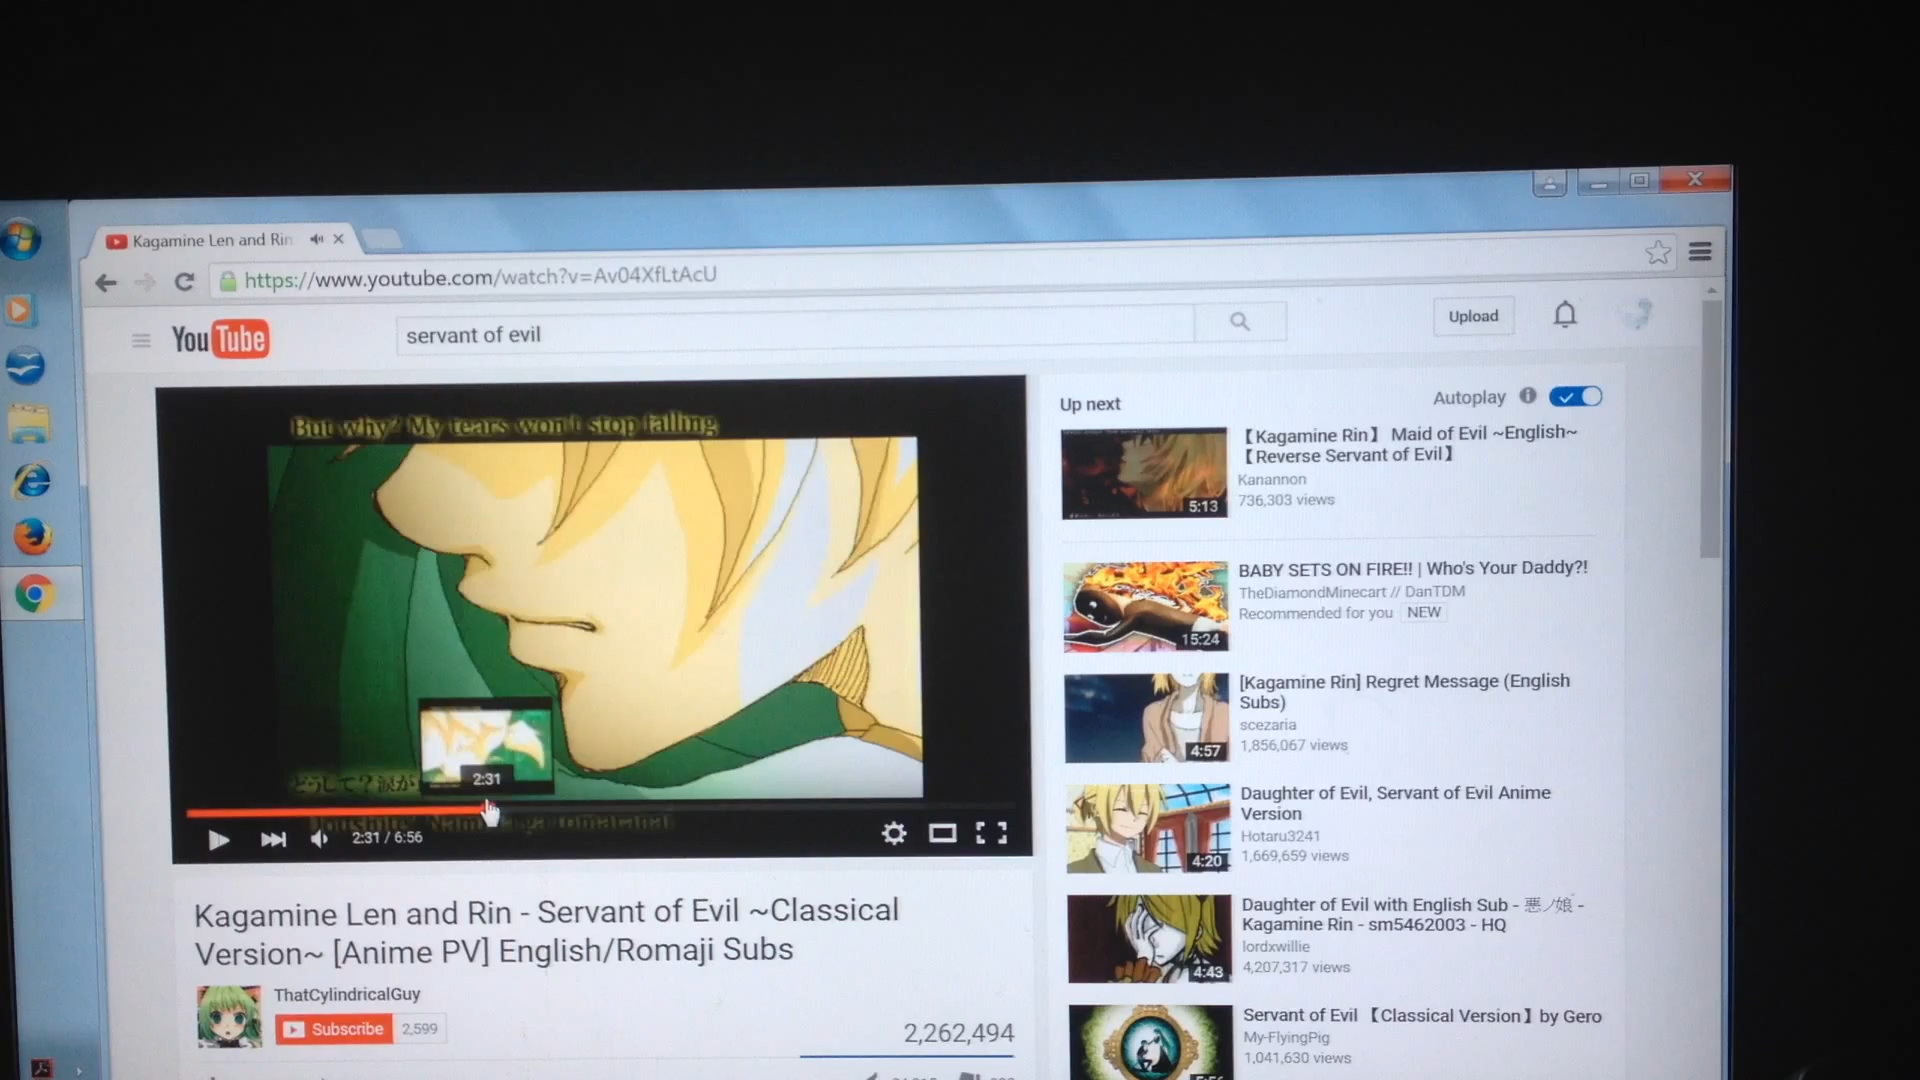 Kagamine Len and Rin
https://www.youtube.com/watch?v=Av04XfLtAcU
YouTube
servant of evil
Upload
But why? My tears won't stop falling
どうして？涙が
2:31
2:31 / 6:56
Kagamine Len and Rin - Servant of Evil ~Classical
Version~ [Anime PV] English/Romaji Subs
ThatCylindricalGuy
Subscribe 2,599
2,262,494
Up next
Autoplay
【Kagamine Rin】 Maid of Evil ~English~
【Reverse Servant of Evil】
Kanannon
736,303 views
5:13
BABY SETS ON FIRE!! | Who's Your Daddy?!
TheDiamondMinecart // DanTDM
Recommended for you NEW
15:24
[Kagamine Rin] Regret Message (English
Subs)
scezaria
1,856,067 views
4:57
Daughter of Evil, Servant of Evil Anime
Version
Hotaru3241
1,669,659 views
4:20
Daughter of Evil with English Sub - 悪ノ娘 -
Kagamine Rin - sm5462003 - HQ
lordxwillie
4,207,317 views
4:43
Servant of Evil 【Classical Version】 by Gero
My-FlyingPig
1,041,630 views